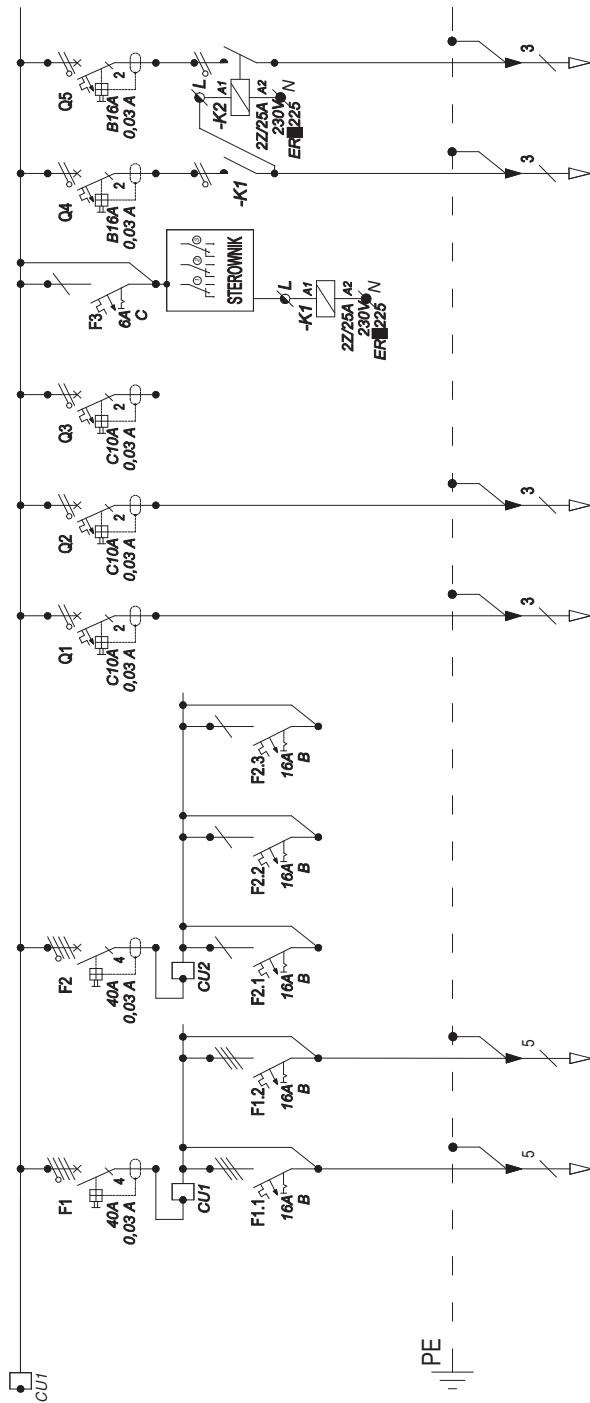 CU1
PE
F1
40A
0,03 A
4
CU1
F1.1
16A
B
5
F1.2
16A
B
5
F2
40A
0,03 A
4
CU2
F2.1
16A
B
F2.2
16A
B
F2.3
16A
B
Q1
C10A
0,03 A
2
3
Q2
C10A
0,03 A
2
3
Q3
C10A
0,03 A
2
F3
6A
C
1 2 3
STEROWNIK
L
-K1 A1
2Z/25A A2
230V N
ER■225
Q4
B16A
0,03 A
2
-K1
3
Q5
B16A
0,03 A
2
L
-K2 A1
2Z/25A A2
230V N
ER■225
3